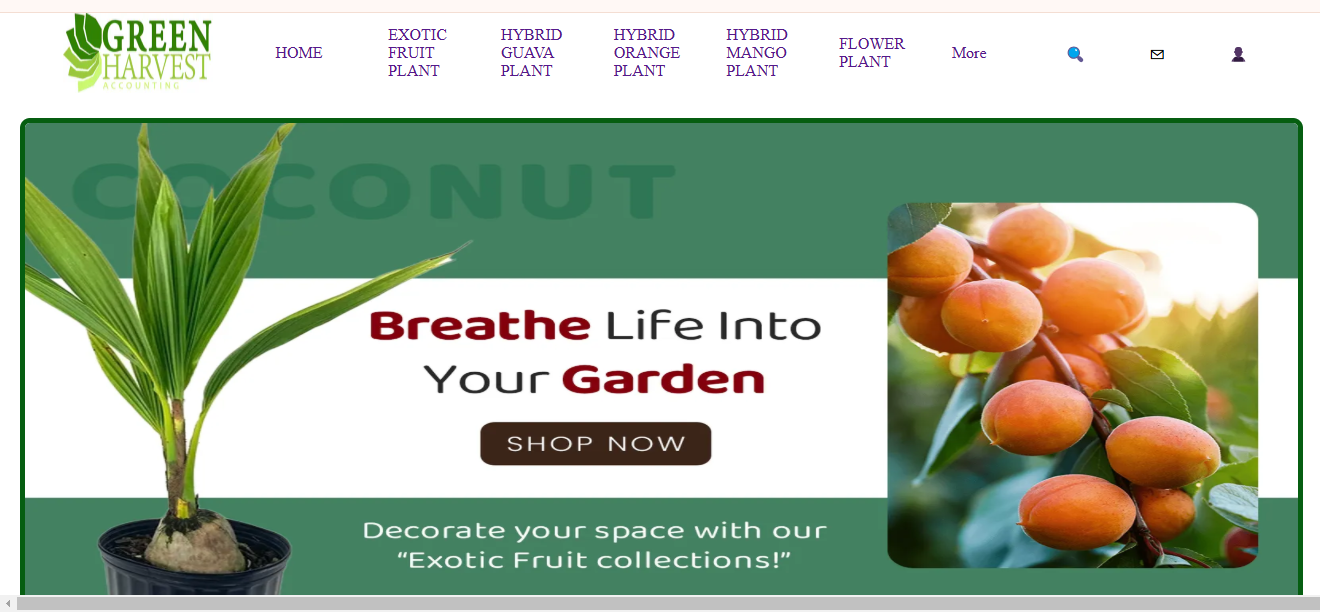 GREEN
HARVEST
ACCOUNTING
HOME
EXOTIC
FRUIT
PLANT
HYBRID
GUAVA
PLANT
HYBRID
ORANGE
PLANT
HYBRID
MANGO
PLANT
FLOWER
PLANT
More
COCONUT
Breathe Life Into
Your Garden
SHOP NOW
Decorate your space with our
“Exotic Fruit collections!”